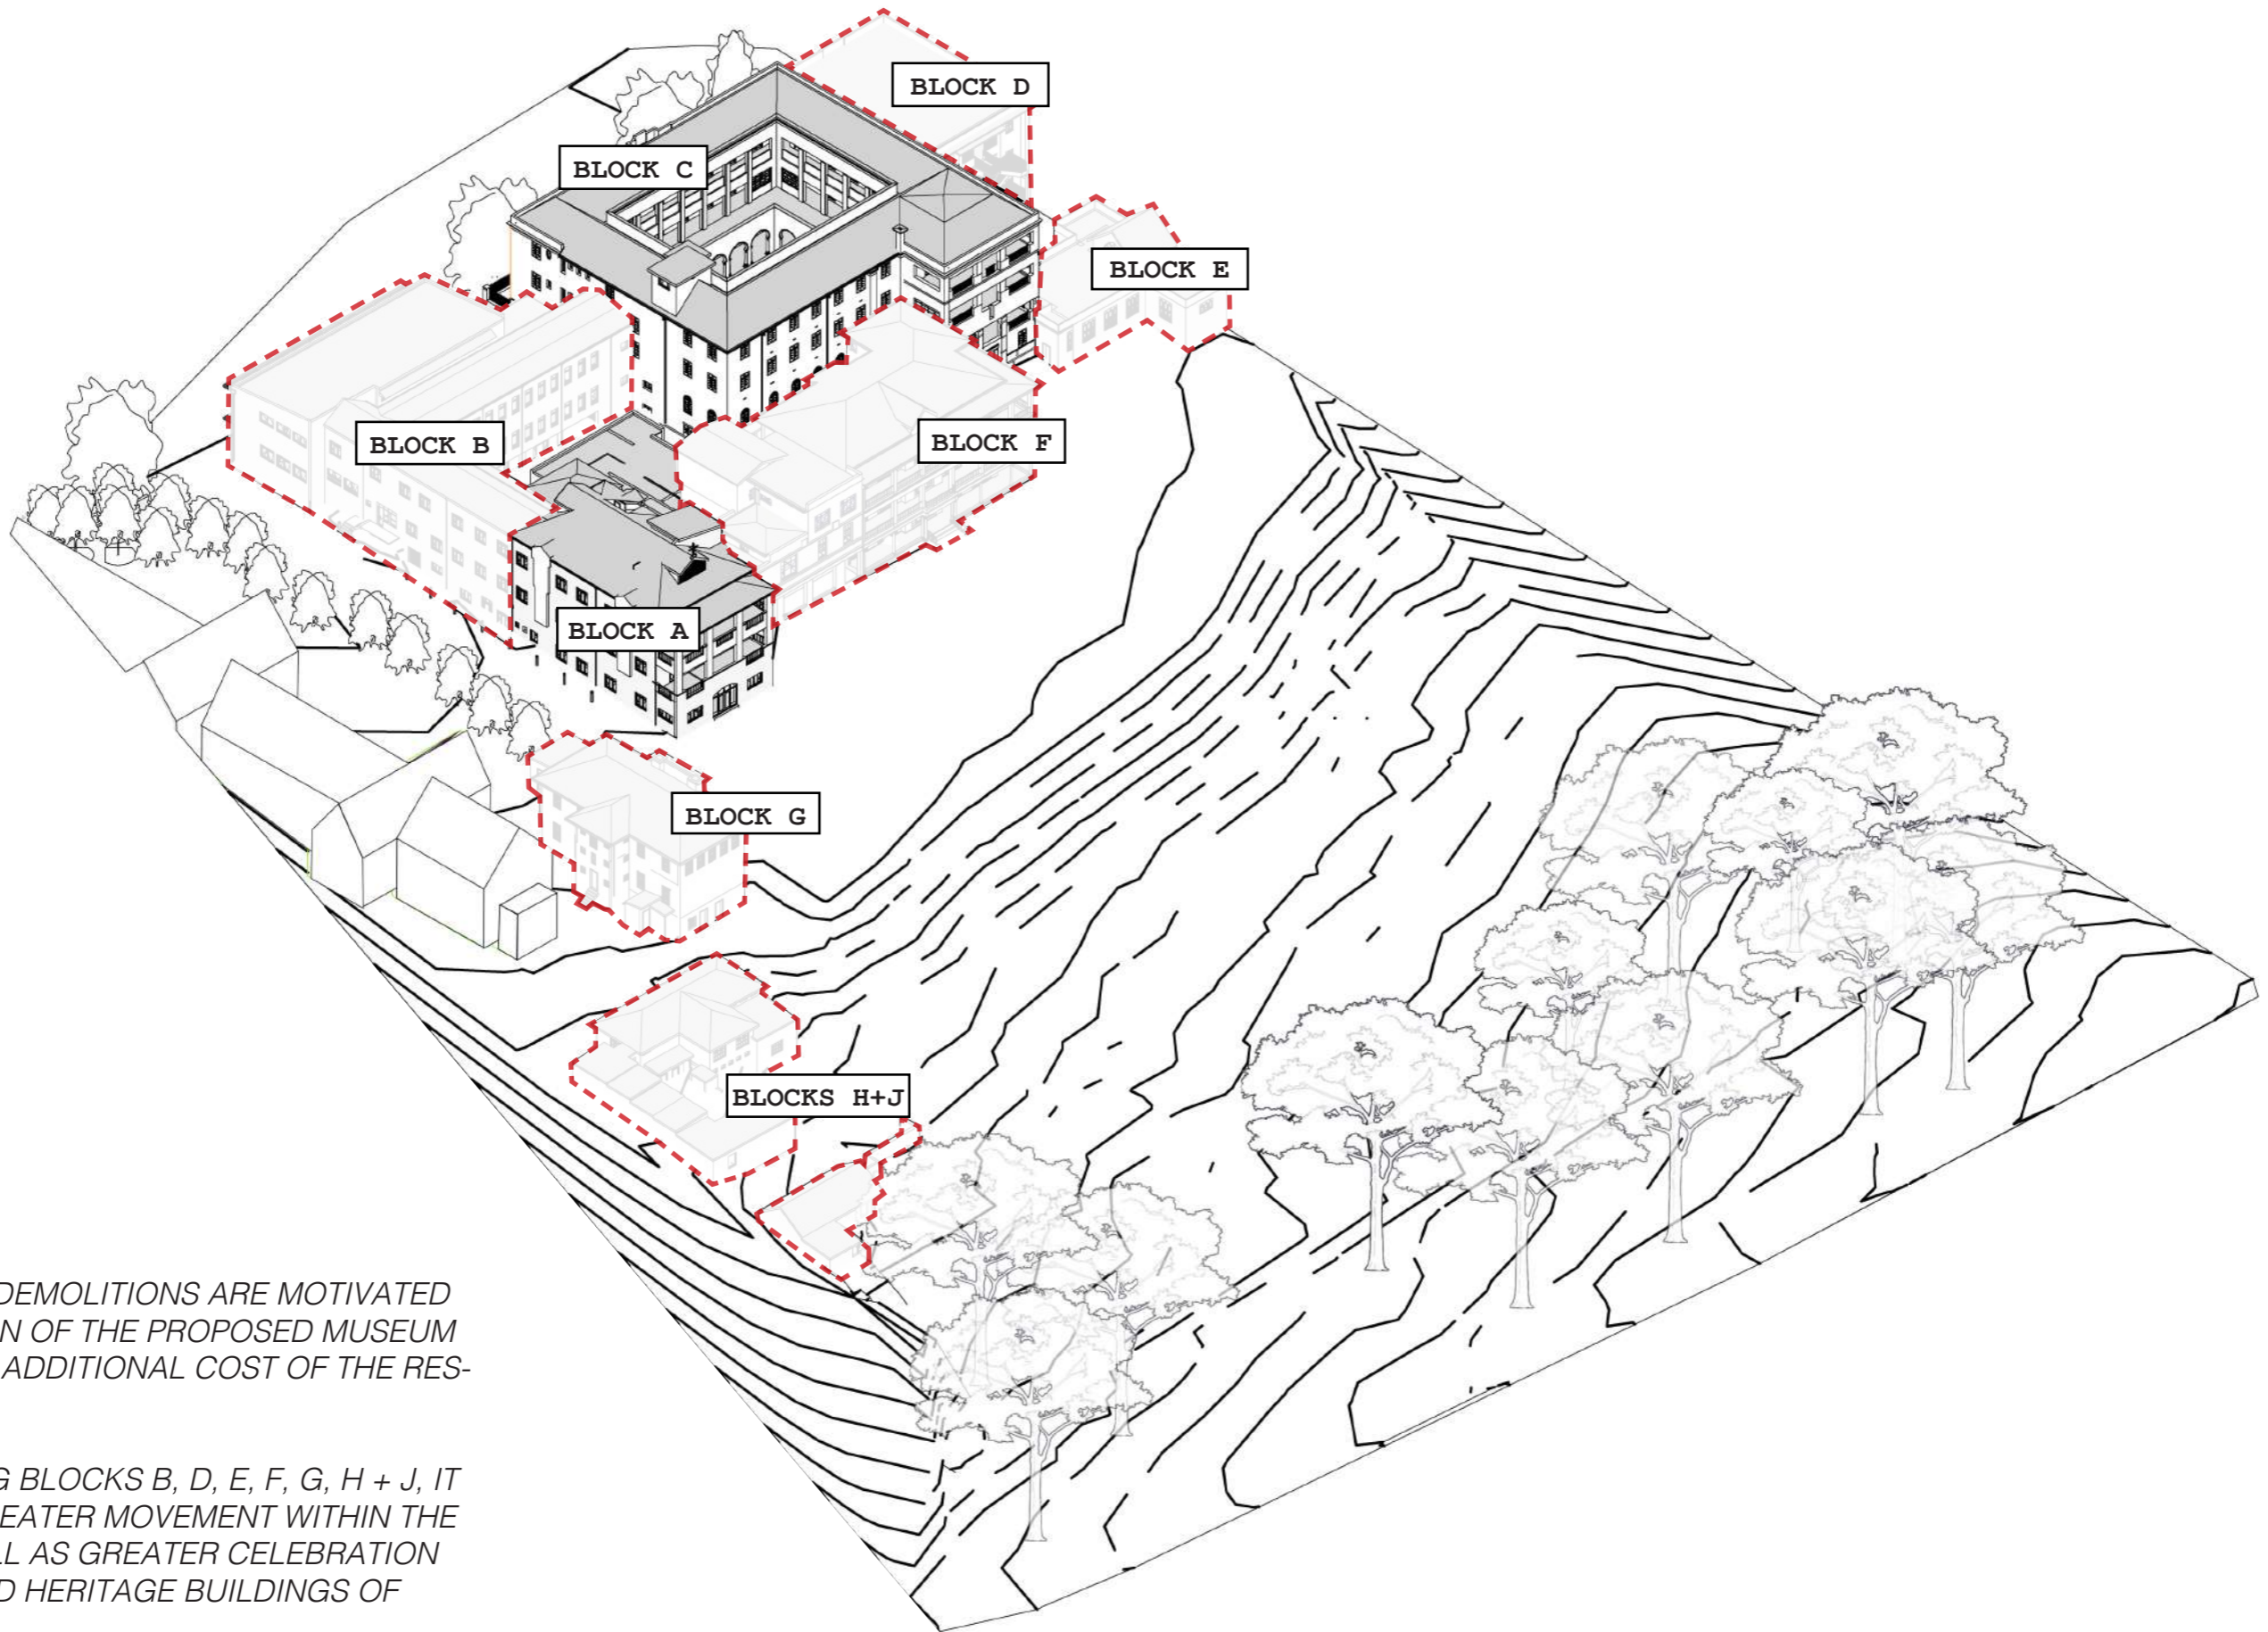 BLOCK D
BLOCK C
BLOCK E
BLOCK B
BLOCK F
BLOCK A
BLOCK G
BLOCKS H+J
DEMOLITIONS ARE MOTIVATED
N OF THE PROPOSED MUSEUM
ADDITIONAL COST OF THE RES-
G BLOCKS B, D, E, F, G, H + J, IT
EATER MOVEMENT WITHIN THE
LL AS GREATER CELEBRATION
D HERITAGE BUILDINGS OF